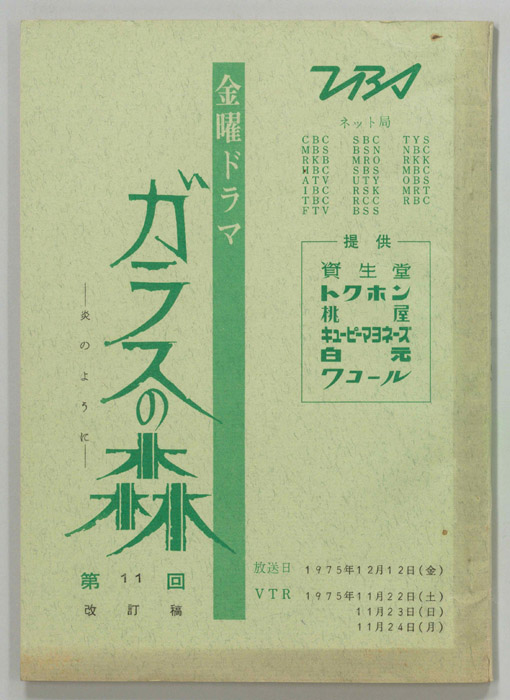 TBS
ネット局
CBC SBC TYS
MBS BSN NBC
RKB MRO RKK
HBC SBS MBC
ATV UTY OBS
IBC RSK MRT
TBC RCC RBC
FTV BSS
提供
資生堂
トクホン
桃屋
キューピーマヨネーズ
白元
ワコール
金曜ドラマ
ガラスの森
―炎のように―
第11回
改訂稿
放送日 1975年12月12日(金)
VTR 1975年11月22日(土)
11月23日(日)
11月24日(月)